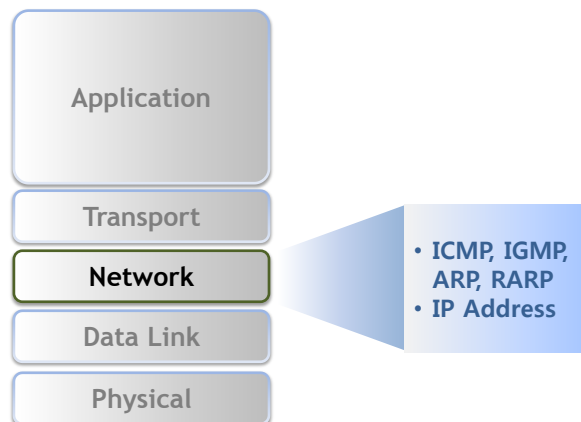 Application
Transport
Network
Data Link
Physical
• ICMP, IGMP,
ARP, RARP
• IP Address